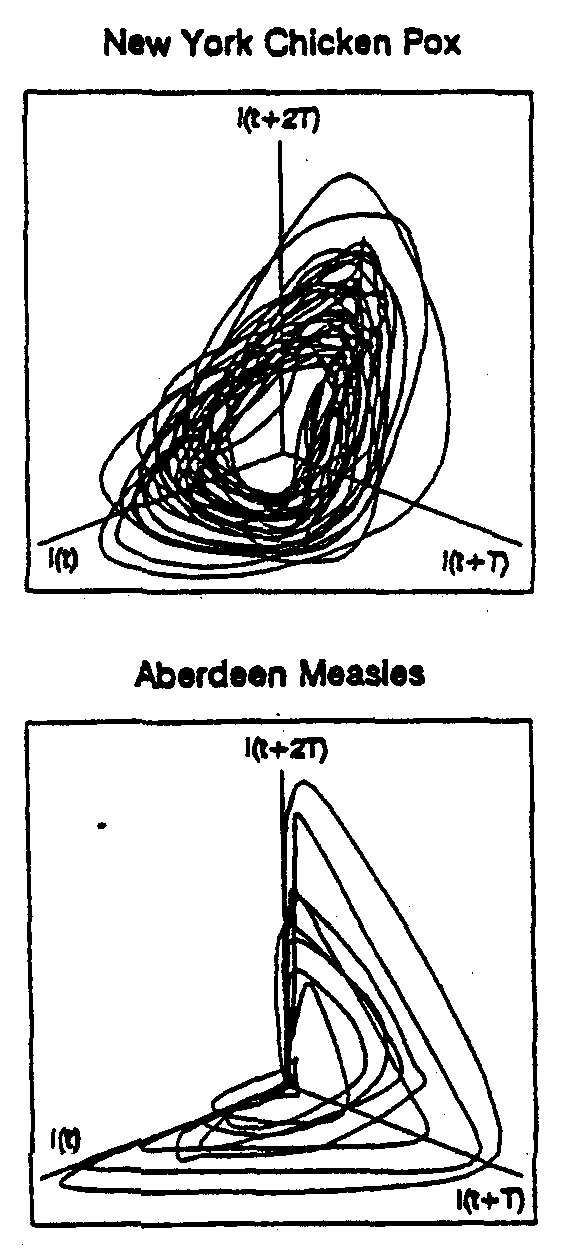 New York Chicken Pox
I(t+2T)
I(t)
I(t+T)
Aberdeen Measles
I(t+2T)
I(t)
I(t+T)